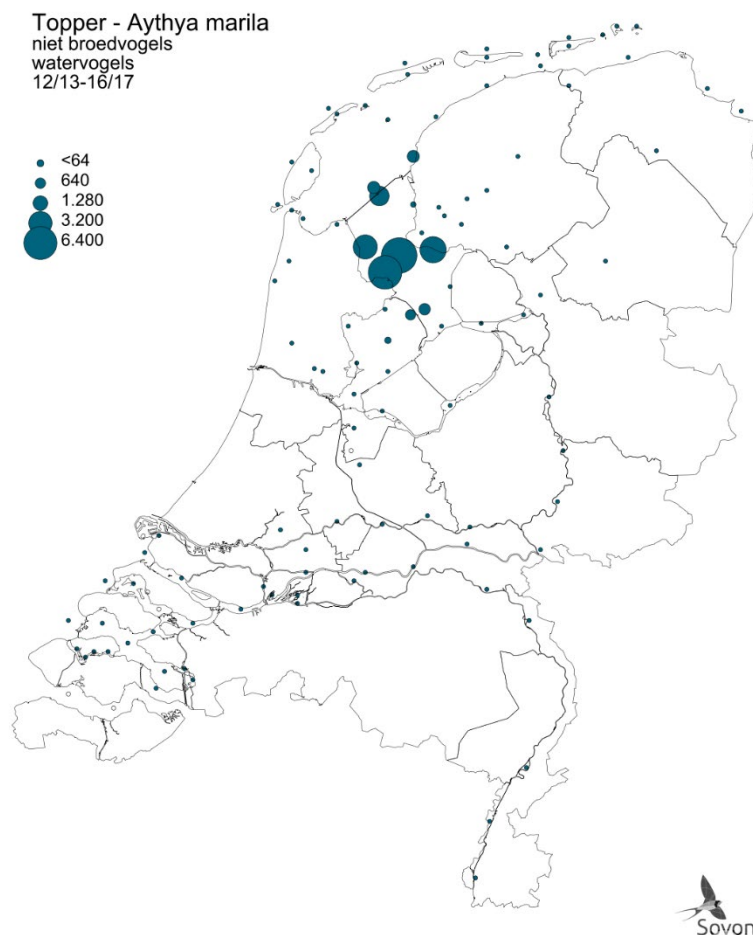 Topper - Aythya marila
niet broedvogels
watervogels
12/13-16/17
<64
640
1.280
3.200
6.400
Sovon